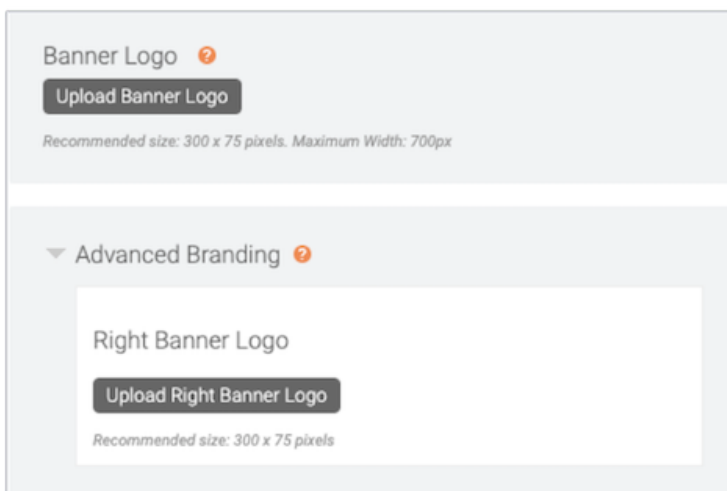 Banner Logo
Upload Banner Logo
Recommended size: 300 x 75 pixels. Maximum Width: 700px
Advanced Branding
Right Banner Logo
Upload Right Banner Logo
Recommended size: 300 x 75 pixels